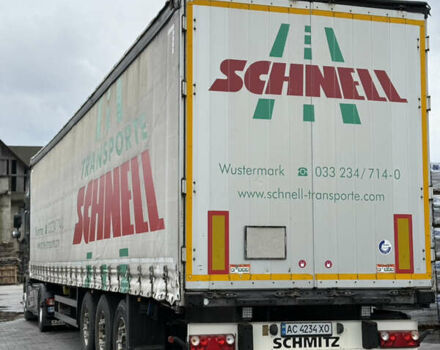 SCHNELL
Wustermark ☎ 033 234/714-0
www.schnell-transporte.com
TRANSPORTE
SCHNELL
AC 4234 XO
SCHMITZ